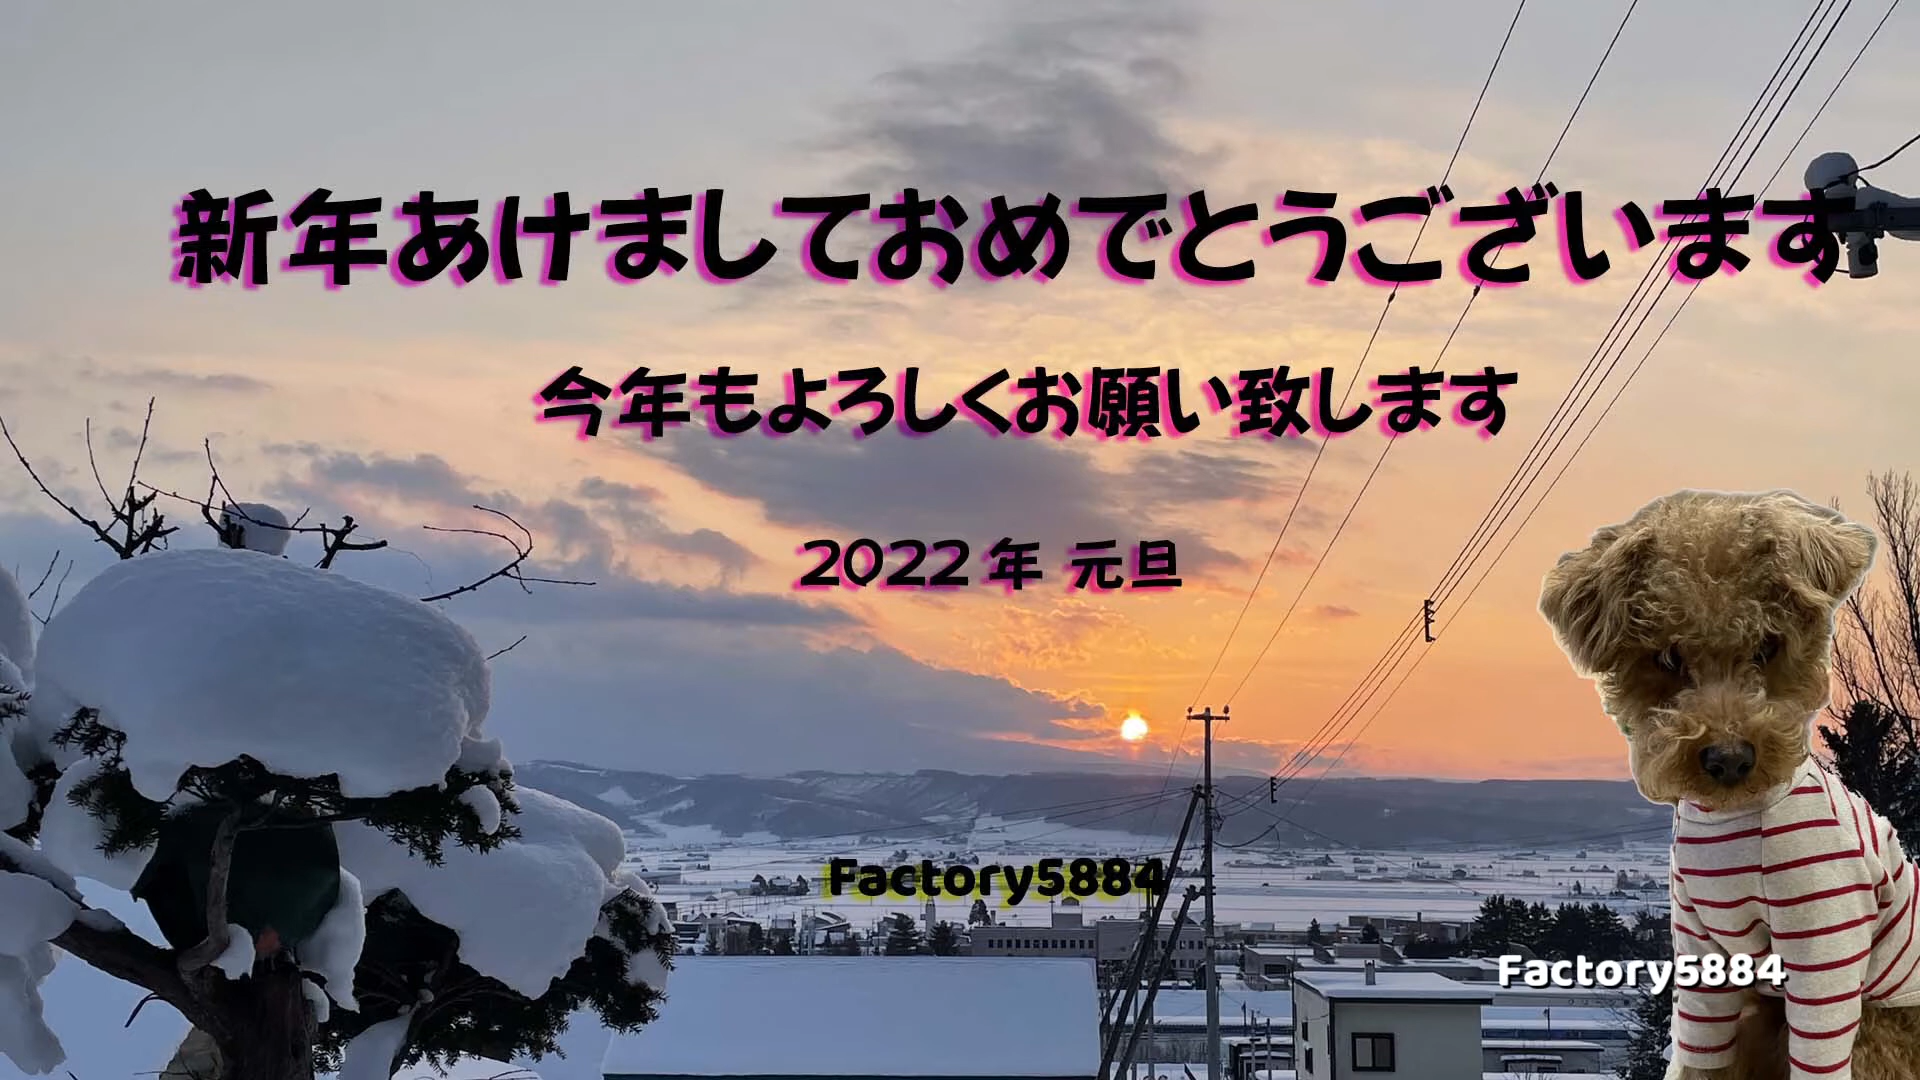 新年あけましておめでとうございます
今年もよろしくお願い致します
2022年 元旦
Factory5884
Factory5884